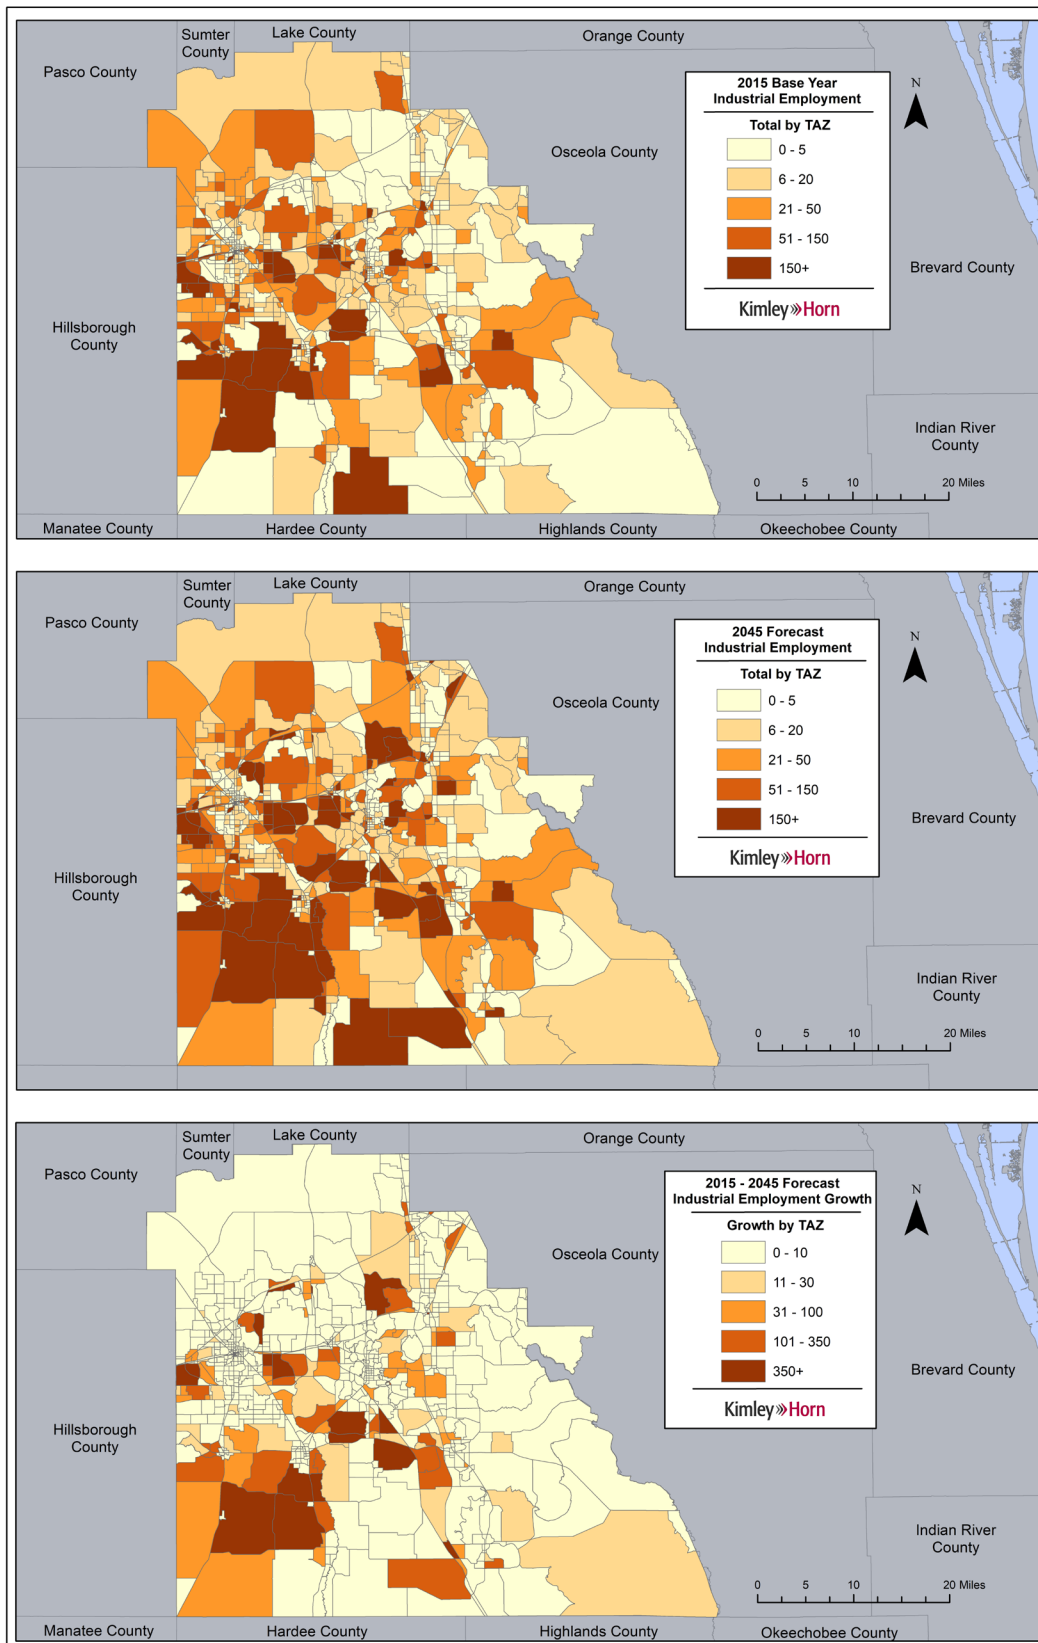 Sumter
County
Lake County
Orange County
Pasco County
Osceola County
Hillsborough
County
Brevard County
Indian River
County
Manatee County
Hardee County
Highlands County
Okeechobee County
2015 Base Year
Industrial Employment
Total by TAZ
0 - 5
6 - 20
21 - 50
51 - 150
150+
Kimley»Horn
N
0 5 10 20 Miles
Sumter
County
Lake County
Orange County
Pasco County
Osceola County
Hillsborough
County
Brevard County
Indian River
County
2045 Forecast
Industrial Employment
Total by TAZ
0 - 5
6 - 20
21 - 50
51 - 150
150+
Kimley»Horn
N
0 5 10 20 Miles
Sumter
County
Lake County
Orange County
Pasco County
Osceola County
Hillsborough
County
Brevard County
Indian River
County
Manatee County
Hardee County
Highlands County
Okeechobee County
2015 - 2045 Forecast
Industrial Employment Growth
Growth by TAZ
0 - 10
11 - 30
31 - 100
101 - 350
350+
Kimley»Horn
N
0 5 10 20 Miles